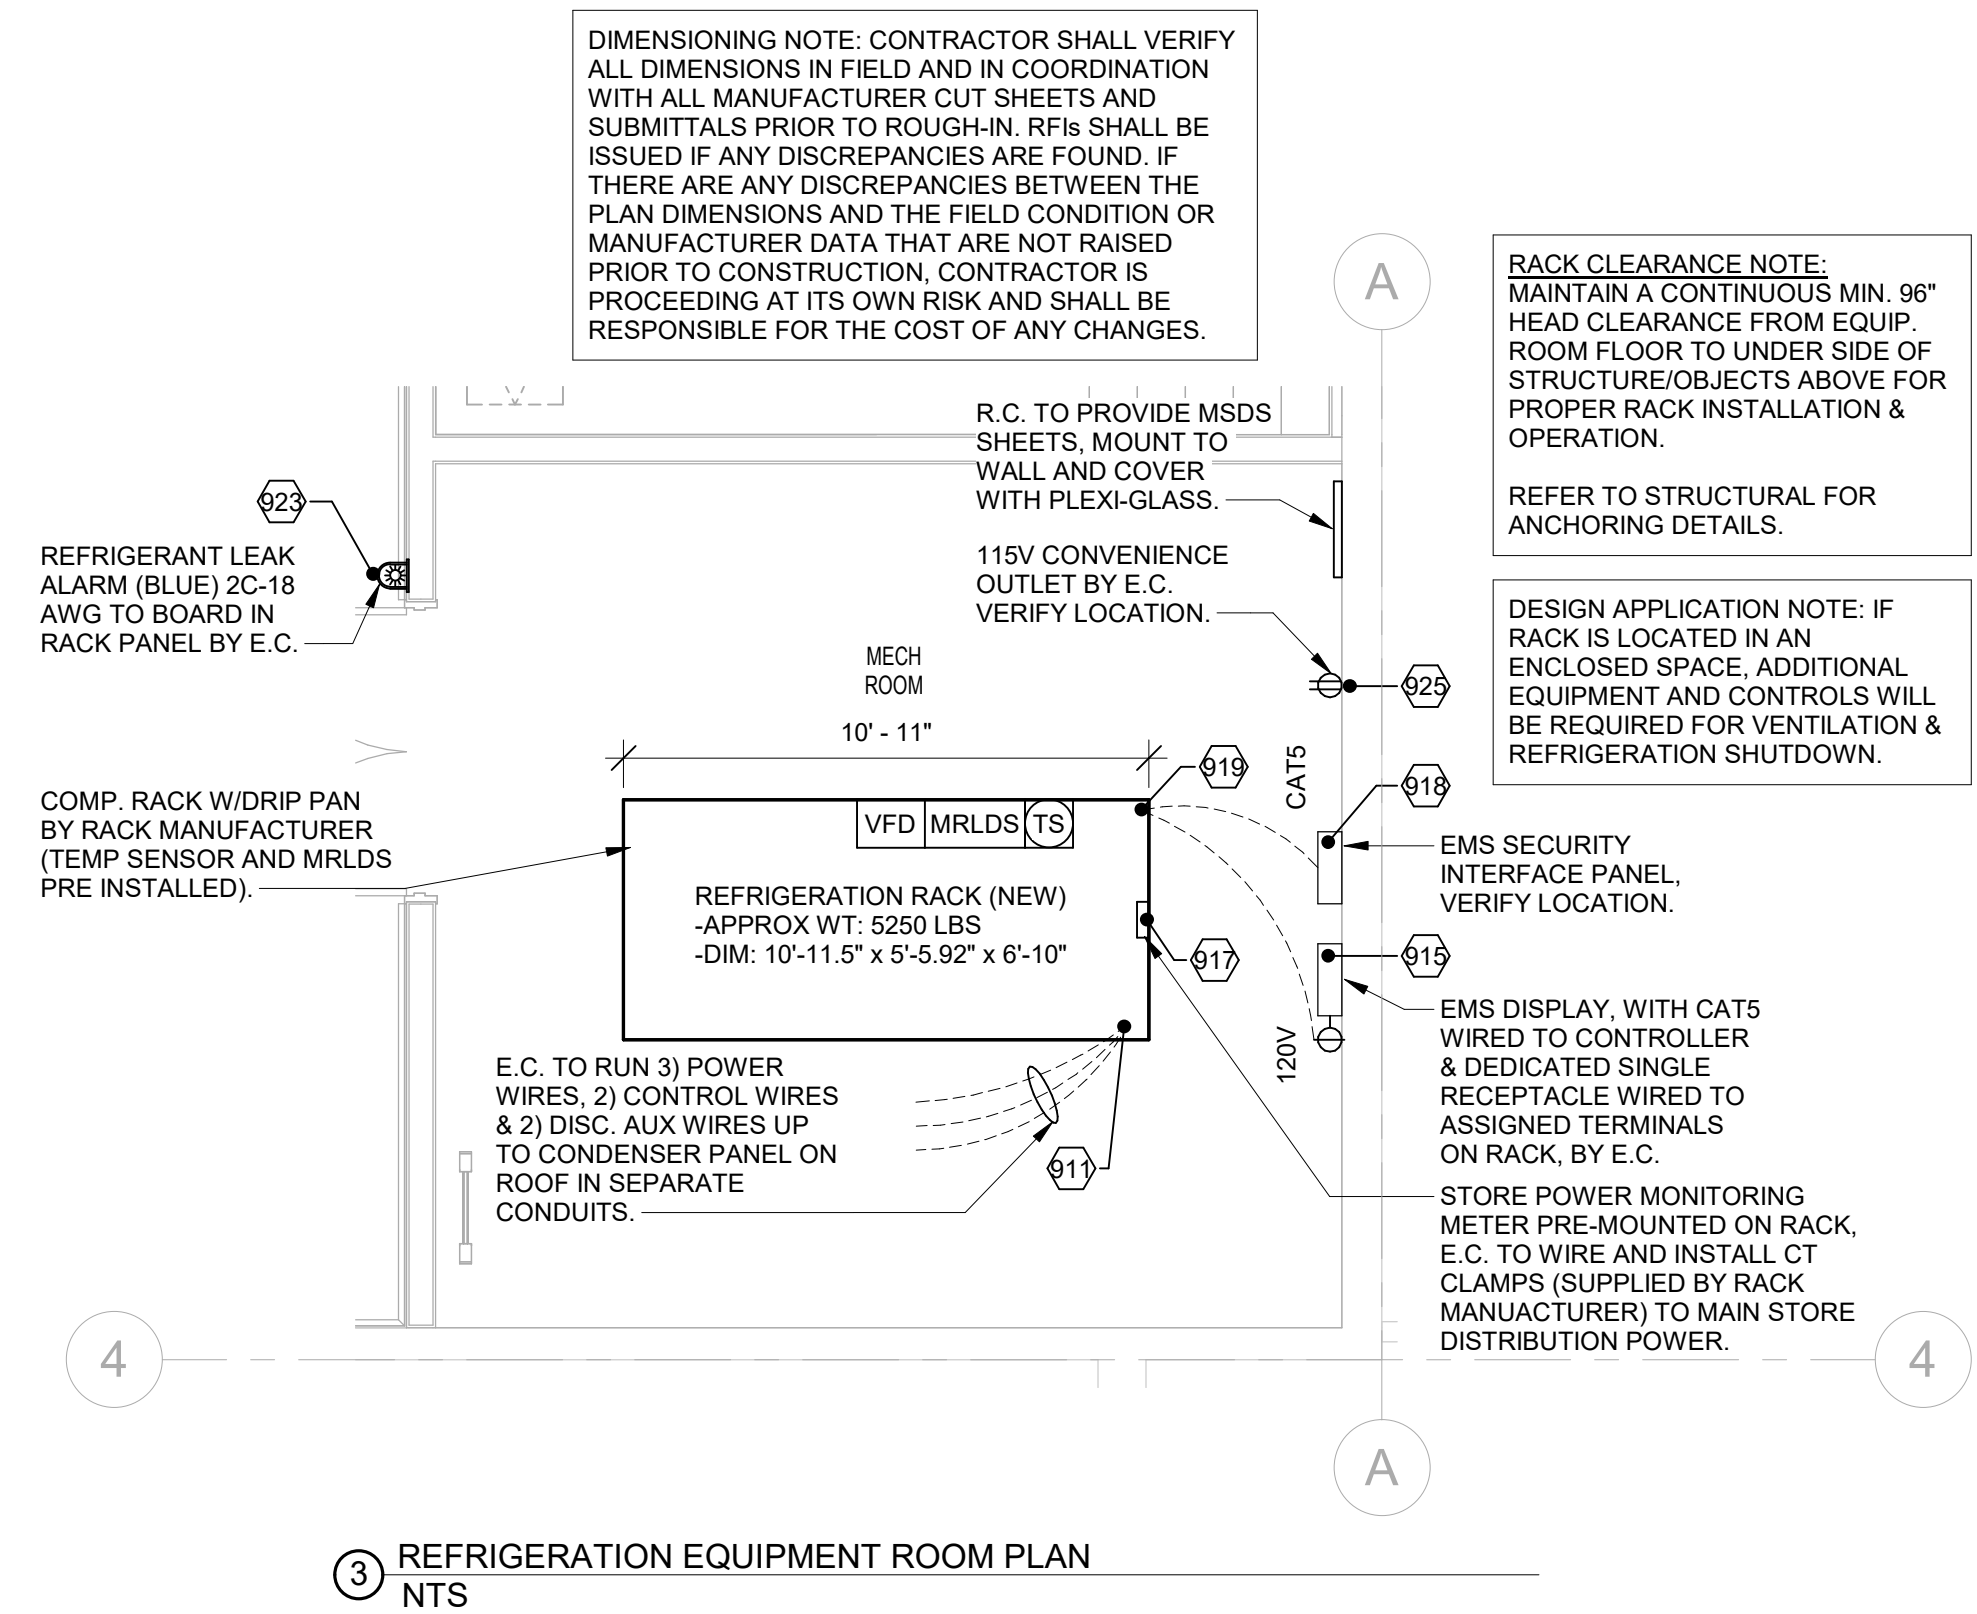 DIMENSIONING NOTE: CONTRACTOR SHALL VERIFY
ALL DIMENSIONS IN FIELD AND IN COORDINATION
WITH ALL MANUFACTURER CUT SHEETS AND
SUBMITTALS PRIOR TO ROUGH-IN. RFIs SHALL BE
ISSUED IF ANY DISCREPANCIES ARE FOUND. IF
THERE ARE ANY DISCREPANCIES BETWEEN THE
PLAN DIMENSIONS AND THE FIELD CONDITION OR
MANUFACTURER DATA THAT ARE NOT RAISED
PRIOR TO CONSTRUCTION, CONTRACTOR IS
PROCEEDING AT ITS OWN RISK AND SHALL BE
RESPONSIBLE FOR THE COST OF ANY CHANGES.
A
RACK CLEARANCE NOTE:
MAINTAIN A CONTINUOUS MIN. 96"
HEAD CLEARANCE FROM EQUIP.
ROOM FLOOR TO UNDER SIDE OF
STRUCTURE/OBJECTS ABOVE FOR
PROPER RACK INSTALLATION &
OPERATION.
REFER TO STRUCTURAL FOR
ANCHORING DETAILS.
R.C. TO PROVIDE MSDS
SHEETS, MOUNT TO
WALL AND COVER
WITH PLEXI-GLASS.
923
REFRIGERANT LEAK
ALARM (BLUE) 2C-18
AWG TO BOARD IN
RACK PANEL BY E.C.
115V CONVENIENCE
OUTLET BY E.C.
VERIFY LOCATION.
DESIGN APPLICATION NOTE: IF
RACK IS LOCATED IN AN
ENCLOSED SPACE, ADDITIONAL
EQUIPMENT AND CONTROLS WILL
BE REQUIRED FOR VENTILATION &
REFRIGERATION SHUTDOWN.
MECH
ROOM
925
10' - 11"
919
CAT5
918
COMP. RACK W/DRIP PAN
BY RACK MANUFACTURER
(TEMP SENSOR AND MRLDS
PRE INSTALLED).
VFD MRLDS TS
EMS SECURITY
INTERFACE PANEL,
VERIFY LOCATION.
REFRIGERATION RACK (NEW)
-APPROX WT: 5250 LBS
-DIM: 10'-11.5" x 5'-5.92" x 6'-10"
917
915
EMS DISPLAY, WITH CAT5
WIRED TO CONTROLLER
& DEDICATED SINGLE
RECEPTACLE WIRED TO
ASSIGNED TERMINALS
ON RACK, BY E.C.
120V
E.C. TO RUN 3) POWER
WIRES, 2) CONTROL WIRES
& 2) DISC. AUX WIRES UP
TO CONDENSER PANEL ON
ROOF IN SEPARATE
CONDUITS.
911
STORE POWER MONITORING
METER PRE-MOUNTED ON RACK,
E.C. TO WIRE AND INSTALL CT
CLAMPS (SUPPLIED BY RACK
MANUACTURER) TO MAIN STORE
DISTRIBUTION POWER.
4
4
A
3
REFRIGERATION EQUIPMENT ROOM PLAN
NTS